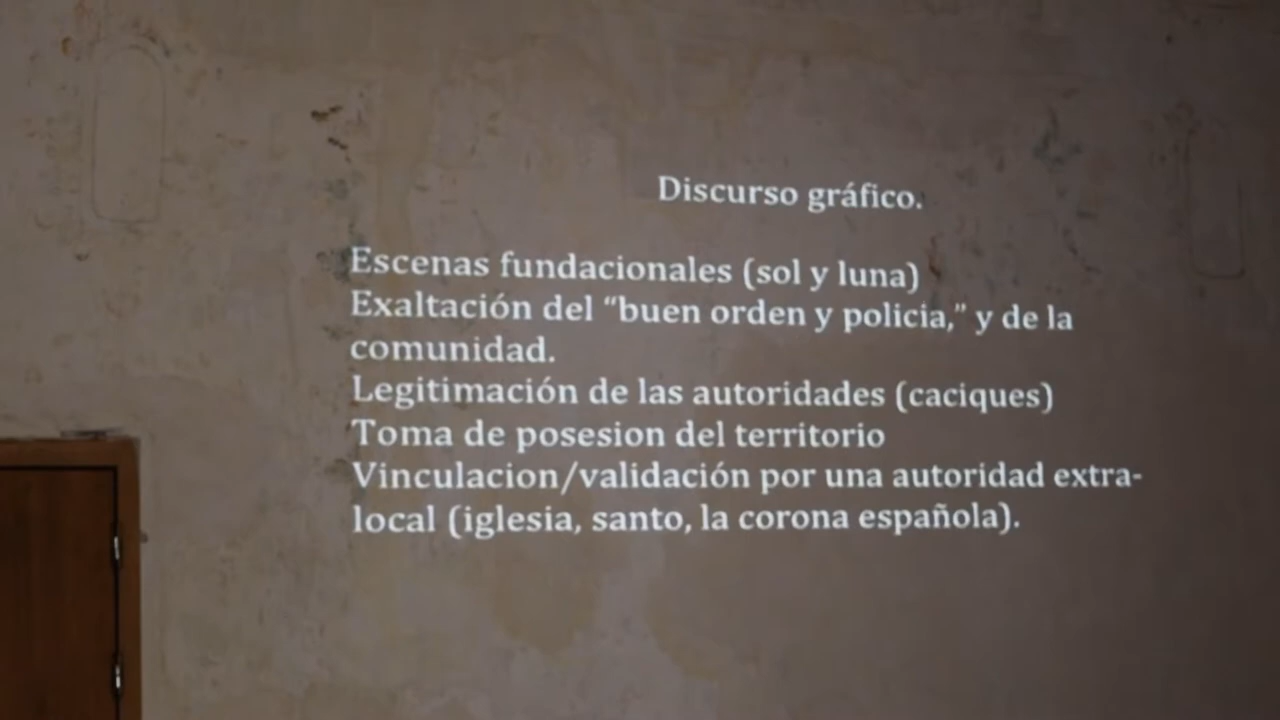 Discurso gráfico.
Escenas fundacionales (sol y luna)
Exaltación del “buen orden y policia,” y de la
comunidad.
Legitimación de las autoridades (caciques)
Toma de posesion del territorio
Vinculacion/validación por una autoridad extra-
local (iglesia, santo, la corona española).